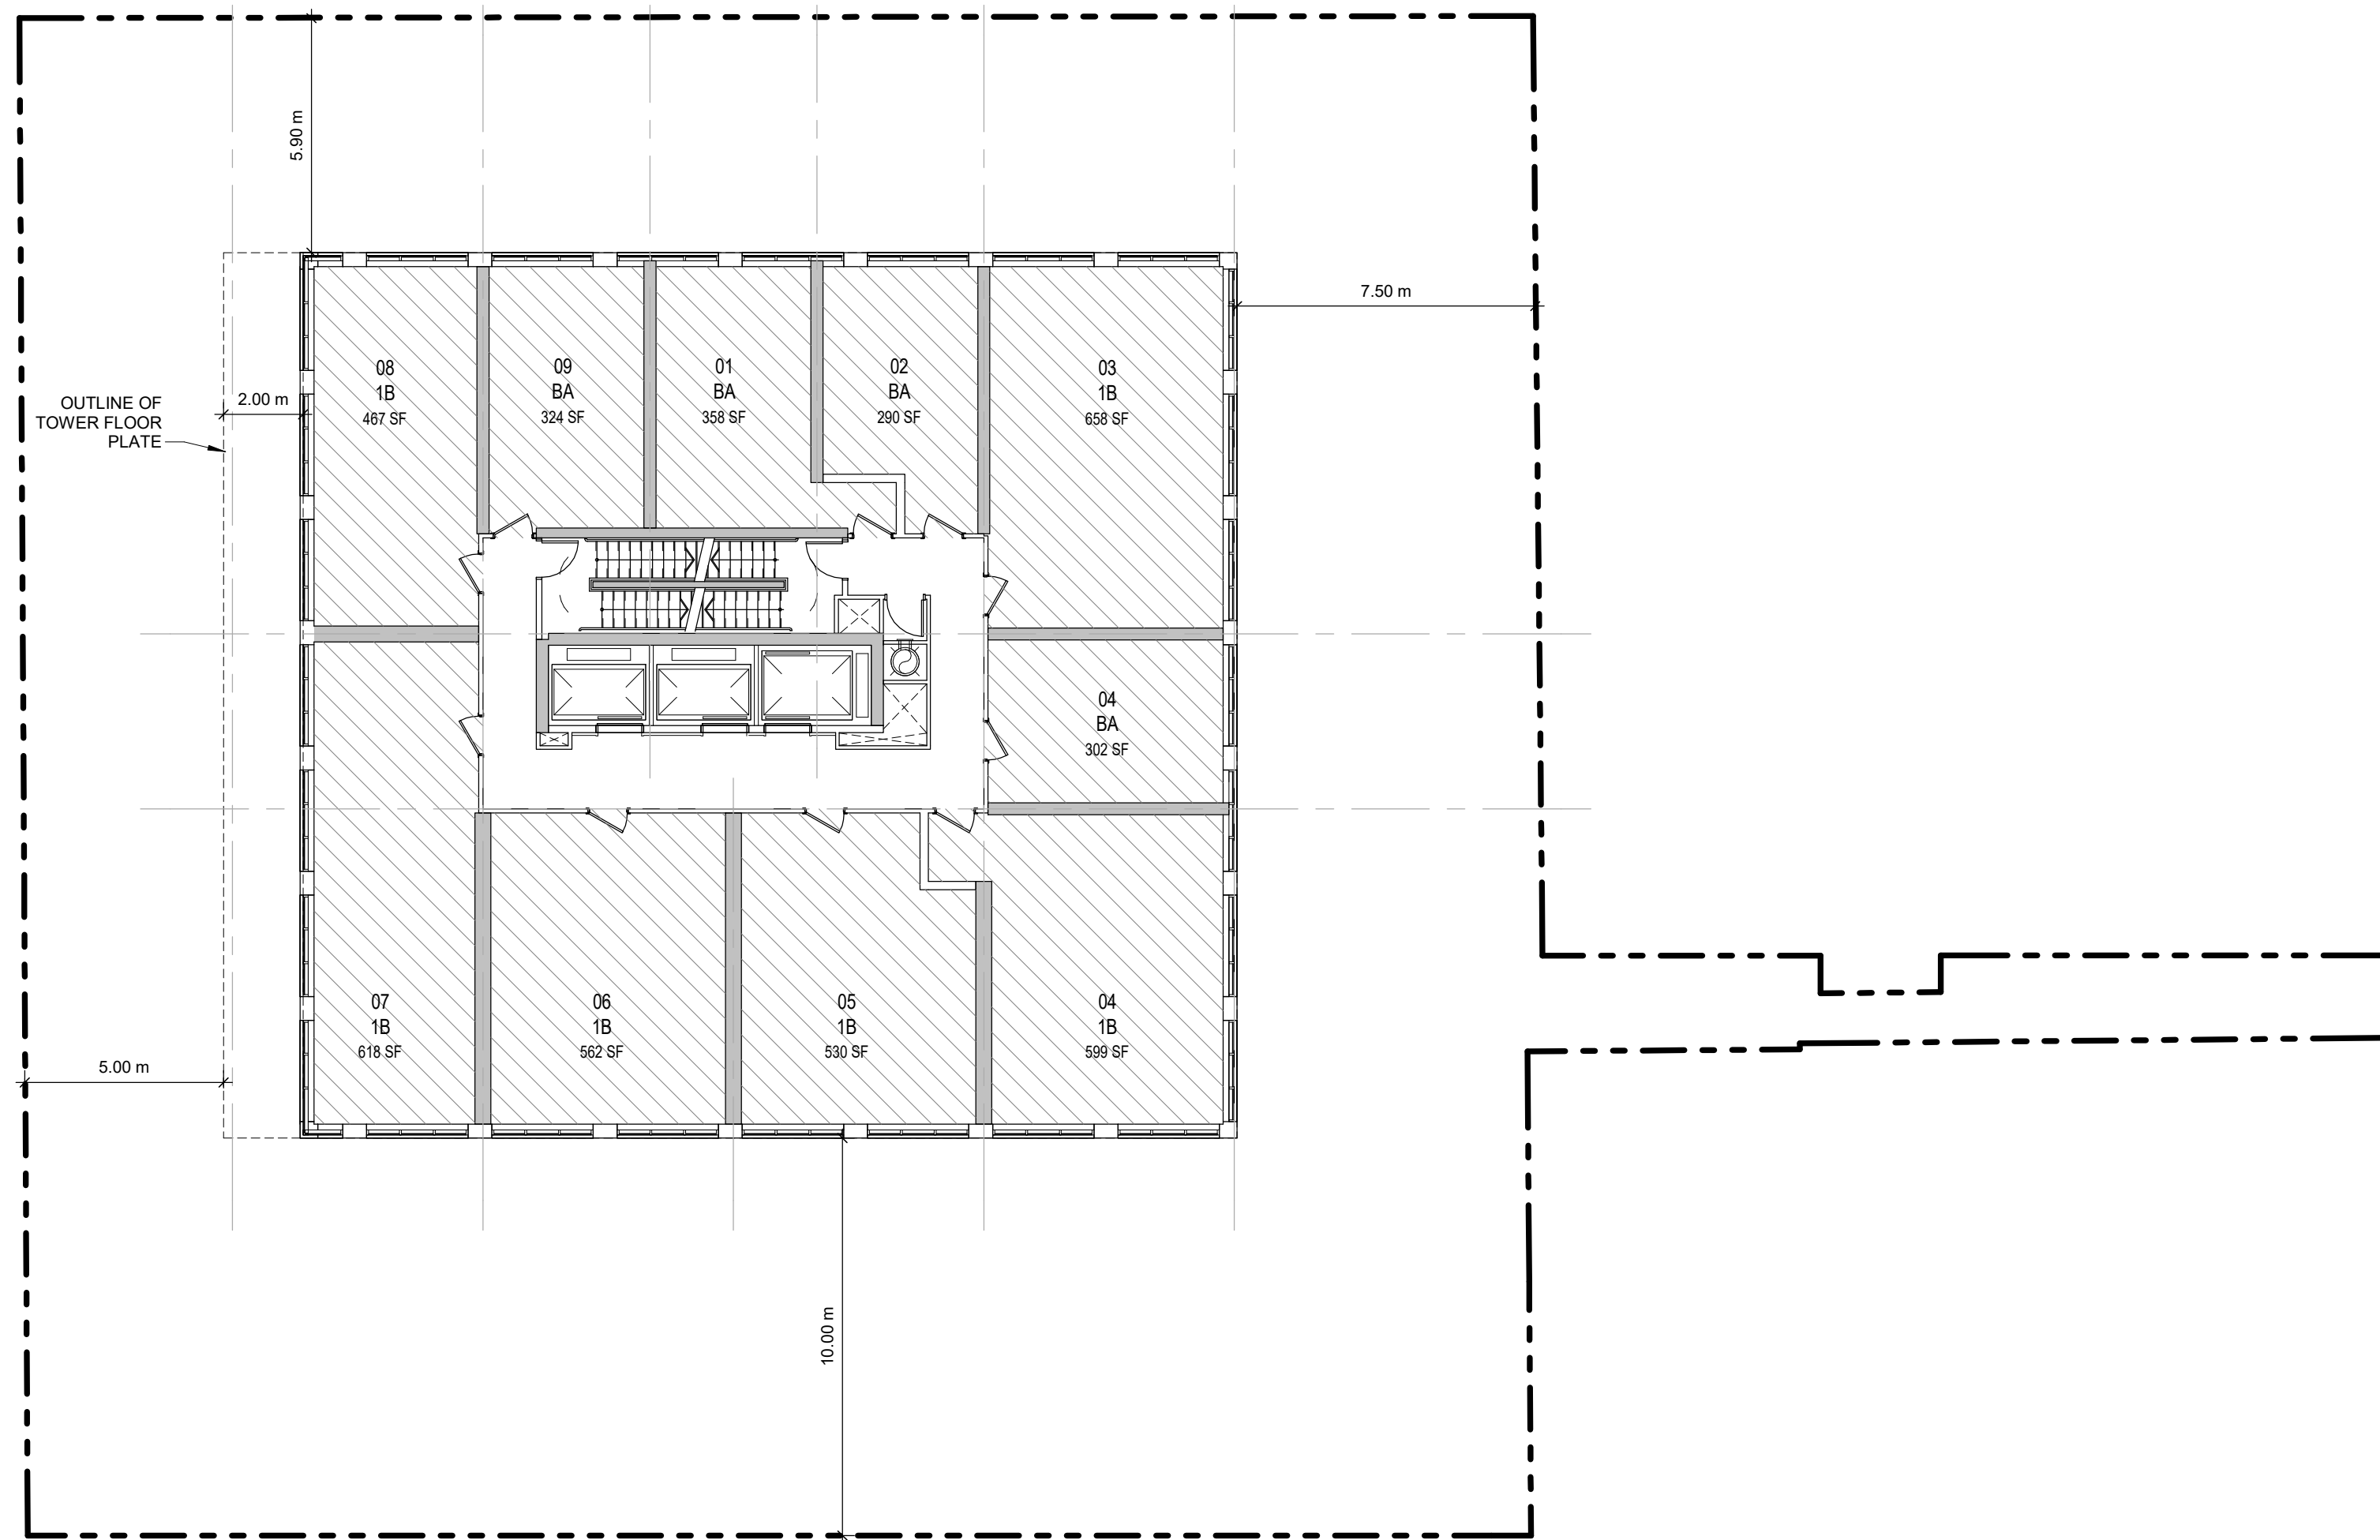 5.90 m
7.50 m
08
1B
467 SF
09
BA
324 SF
01
BA
358 SF
02
BA
290 SF
03
1B
658 SF
2.00 m
OUTLINE OF
TOWER FLOOR
PLATE
04
BA
302 SF
07
1B
618 SF
06
1B
562 SF
05
1B
530 SF
04
1B
599 SF
5.00 m
10.00 m